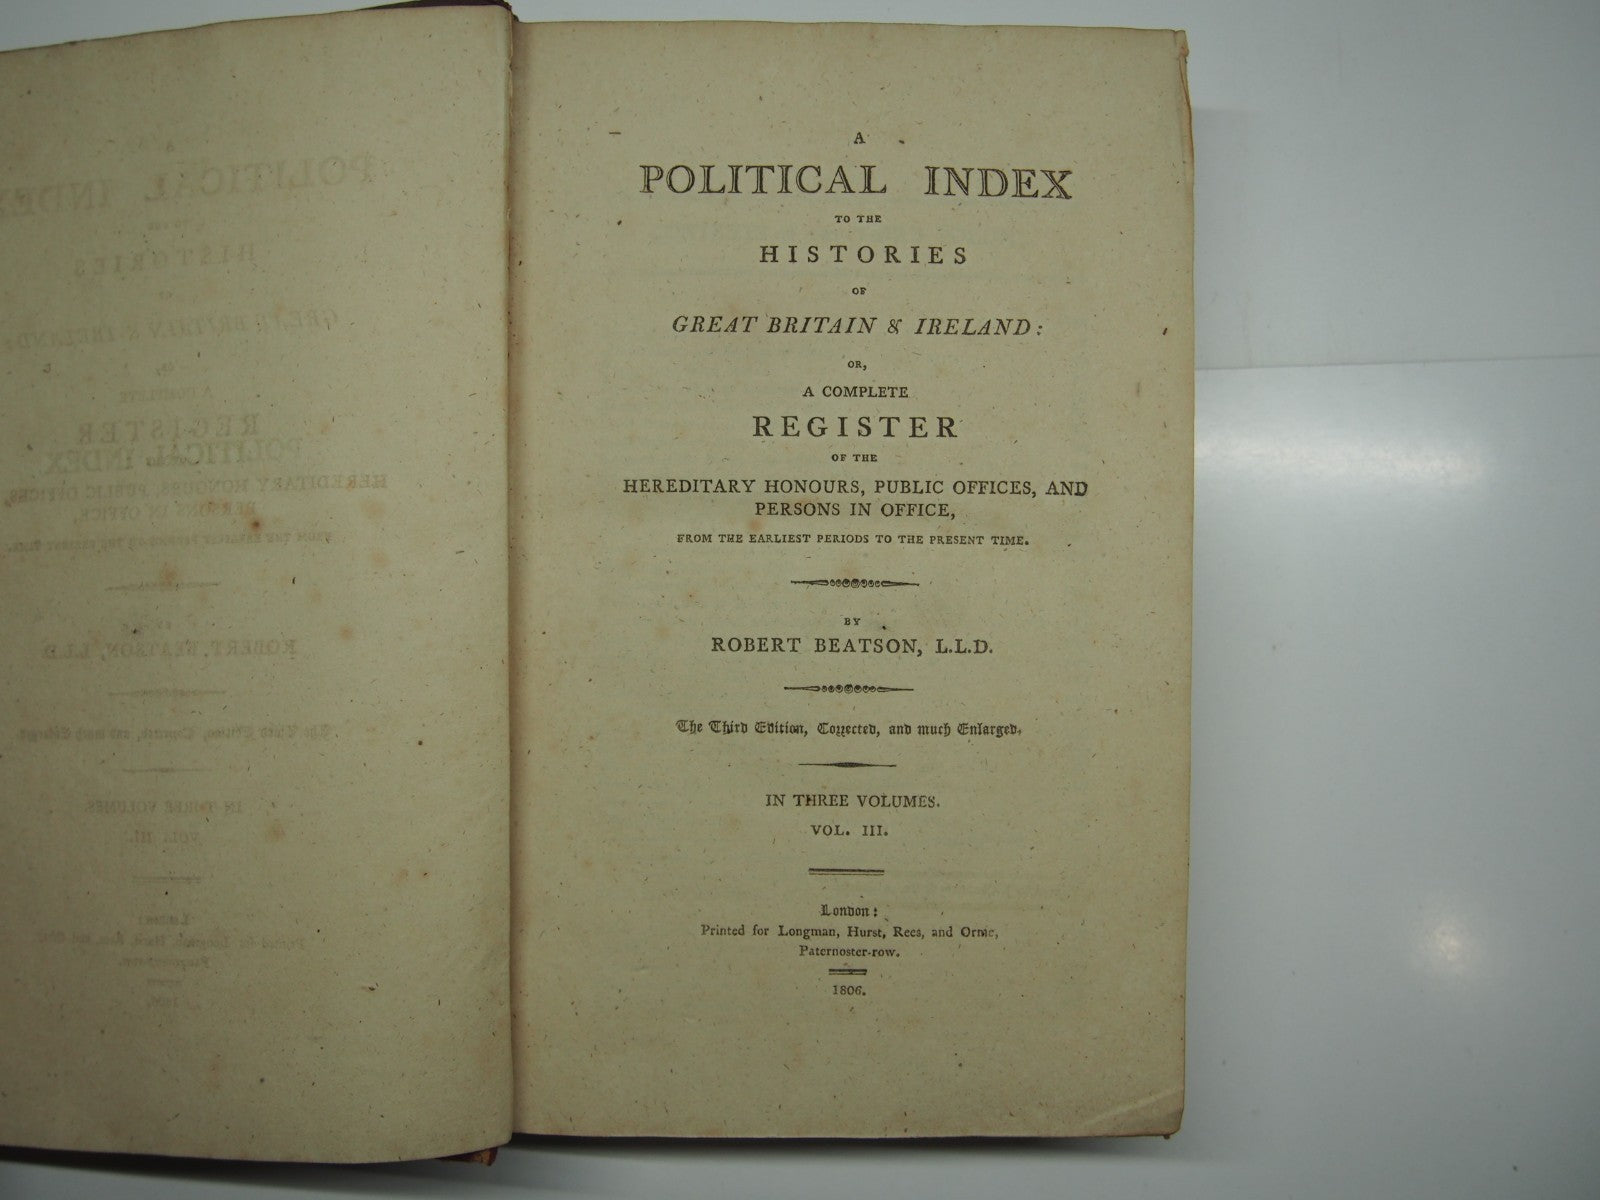 A
POLITICAL INDEX
TO THE
HISTORIES
OF
GREAT BRITAIN & IRELAND:
OR,
A COMPLETE
REGISTER
OF THE
HEREDITARY HONOURS, PUBLIC OFFICES, AND
PERSONS IN OFFICE,
FROM THE EARLIEST PERIODS TO THE PRESENT TIME.
BY
ROBERT BEATSON, L.L.D.
The Third Edition, Corrected, and much Enlarged.
IN THREE VOLUMES.
VOL. III.
London:
Printed for Longman, Hurst, Rees, and Orme,
Paternoster-row.
1806.